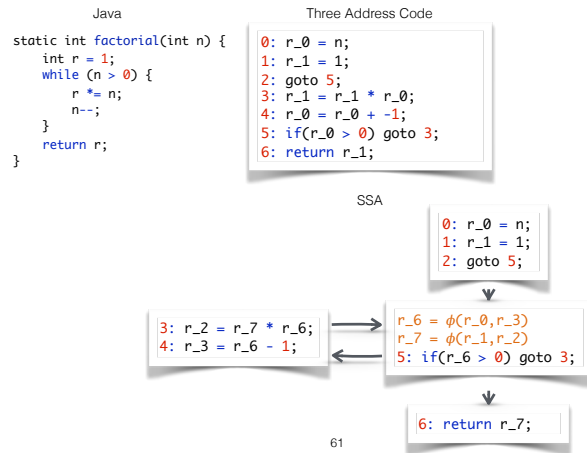 Java
static int factorial(int n) {
    int r = 1;
    while (n > 0) {
        r *= n;
        n--;
    }
    return r;
}
Three Address Code
0: r_0 = n;
1: r_1 = 1;
2: goto 5;
3: r_1 = r_1 * r_0;
4: r_0 = r_0 + -1;
5: if(r_0 > 0) goto 3;
6: return r_1;
SSA
0: r_0 = n;
1: r_1 = 1;
2: goto 5;
3: r_2 = r_7 * r_6;
4: r_3 = r_6 - 1;
r_6 = ϕ(r_0,r_3)
r_7 = ϕ(r_1,r_2)
5: if(r_6 > 0) goto 3;
6: return r_7;
61